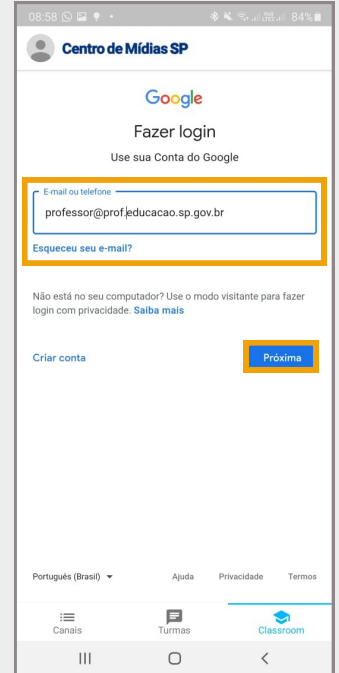 08:58 84%
Centro de Mídias SP
Google
Fazer login
Use sua Conta do Google
E-mail ou telefone
professor@prof.educacao.sp.gov.br
Esqueceu seu e-mail?
Não está no seu computador? Use o modo visitante para fazer
login com privacidade. Saiba mais
Criar conta Próxima
Português (Brasil) Ajuda Privacidade Termos
Canais Turmas Classroom